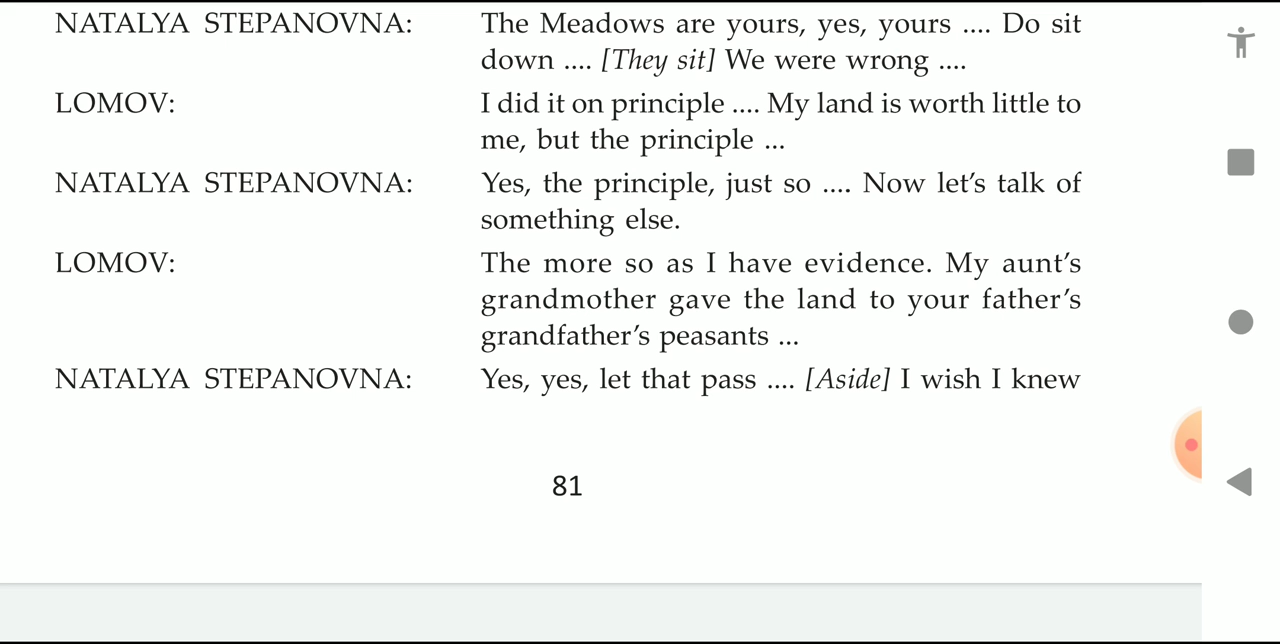 NATALYA STEPANOVNA: The Meadows are yours, yes, yours .... Do sit
down .... [They sit] We were wrong ....
LOMOV: I did it on principle .... My land is worth little to
me, but the principle ...
NATALYA STEPANOVNA: Yes, the principle, just so .... Now let’s talk of
something else.
LOMOV: The more so as I have evidence. My aunt’s
grandmother gave the land to your father’s
grandfather’s peasants ...
NATALYA STEPANOVNA: Yes, yes, let that pass .... [Aside] I wish I knew
81